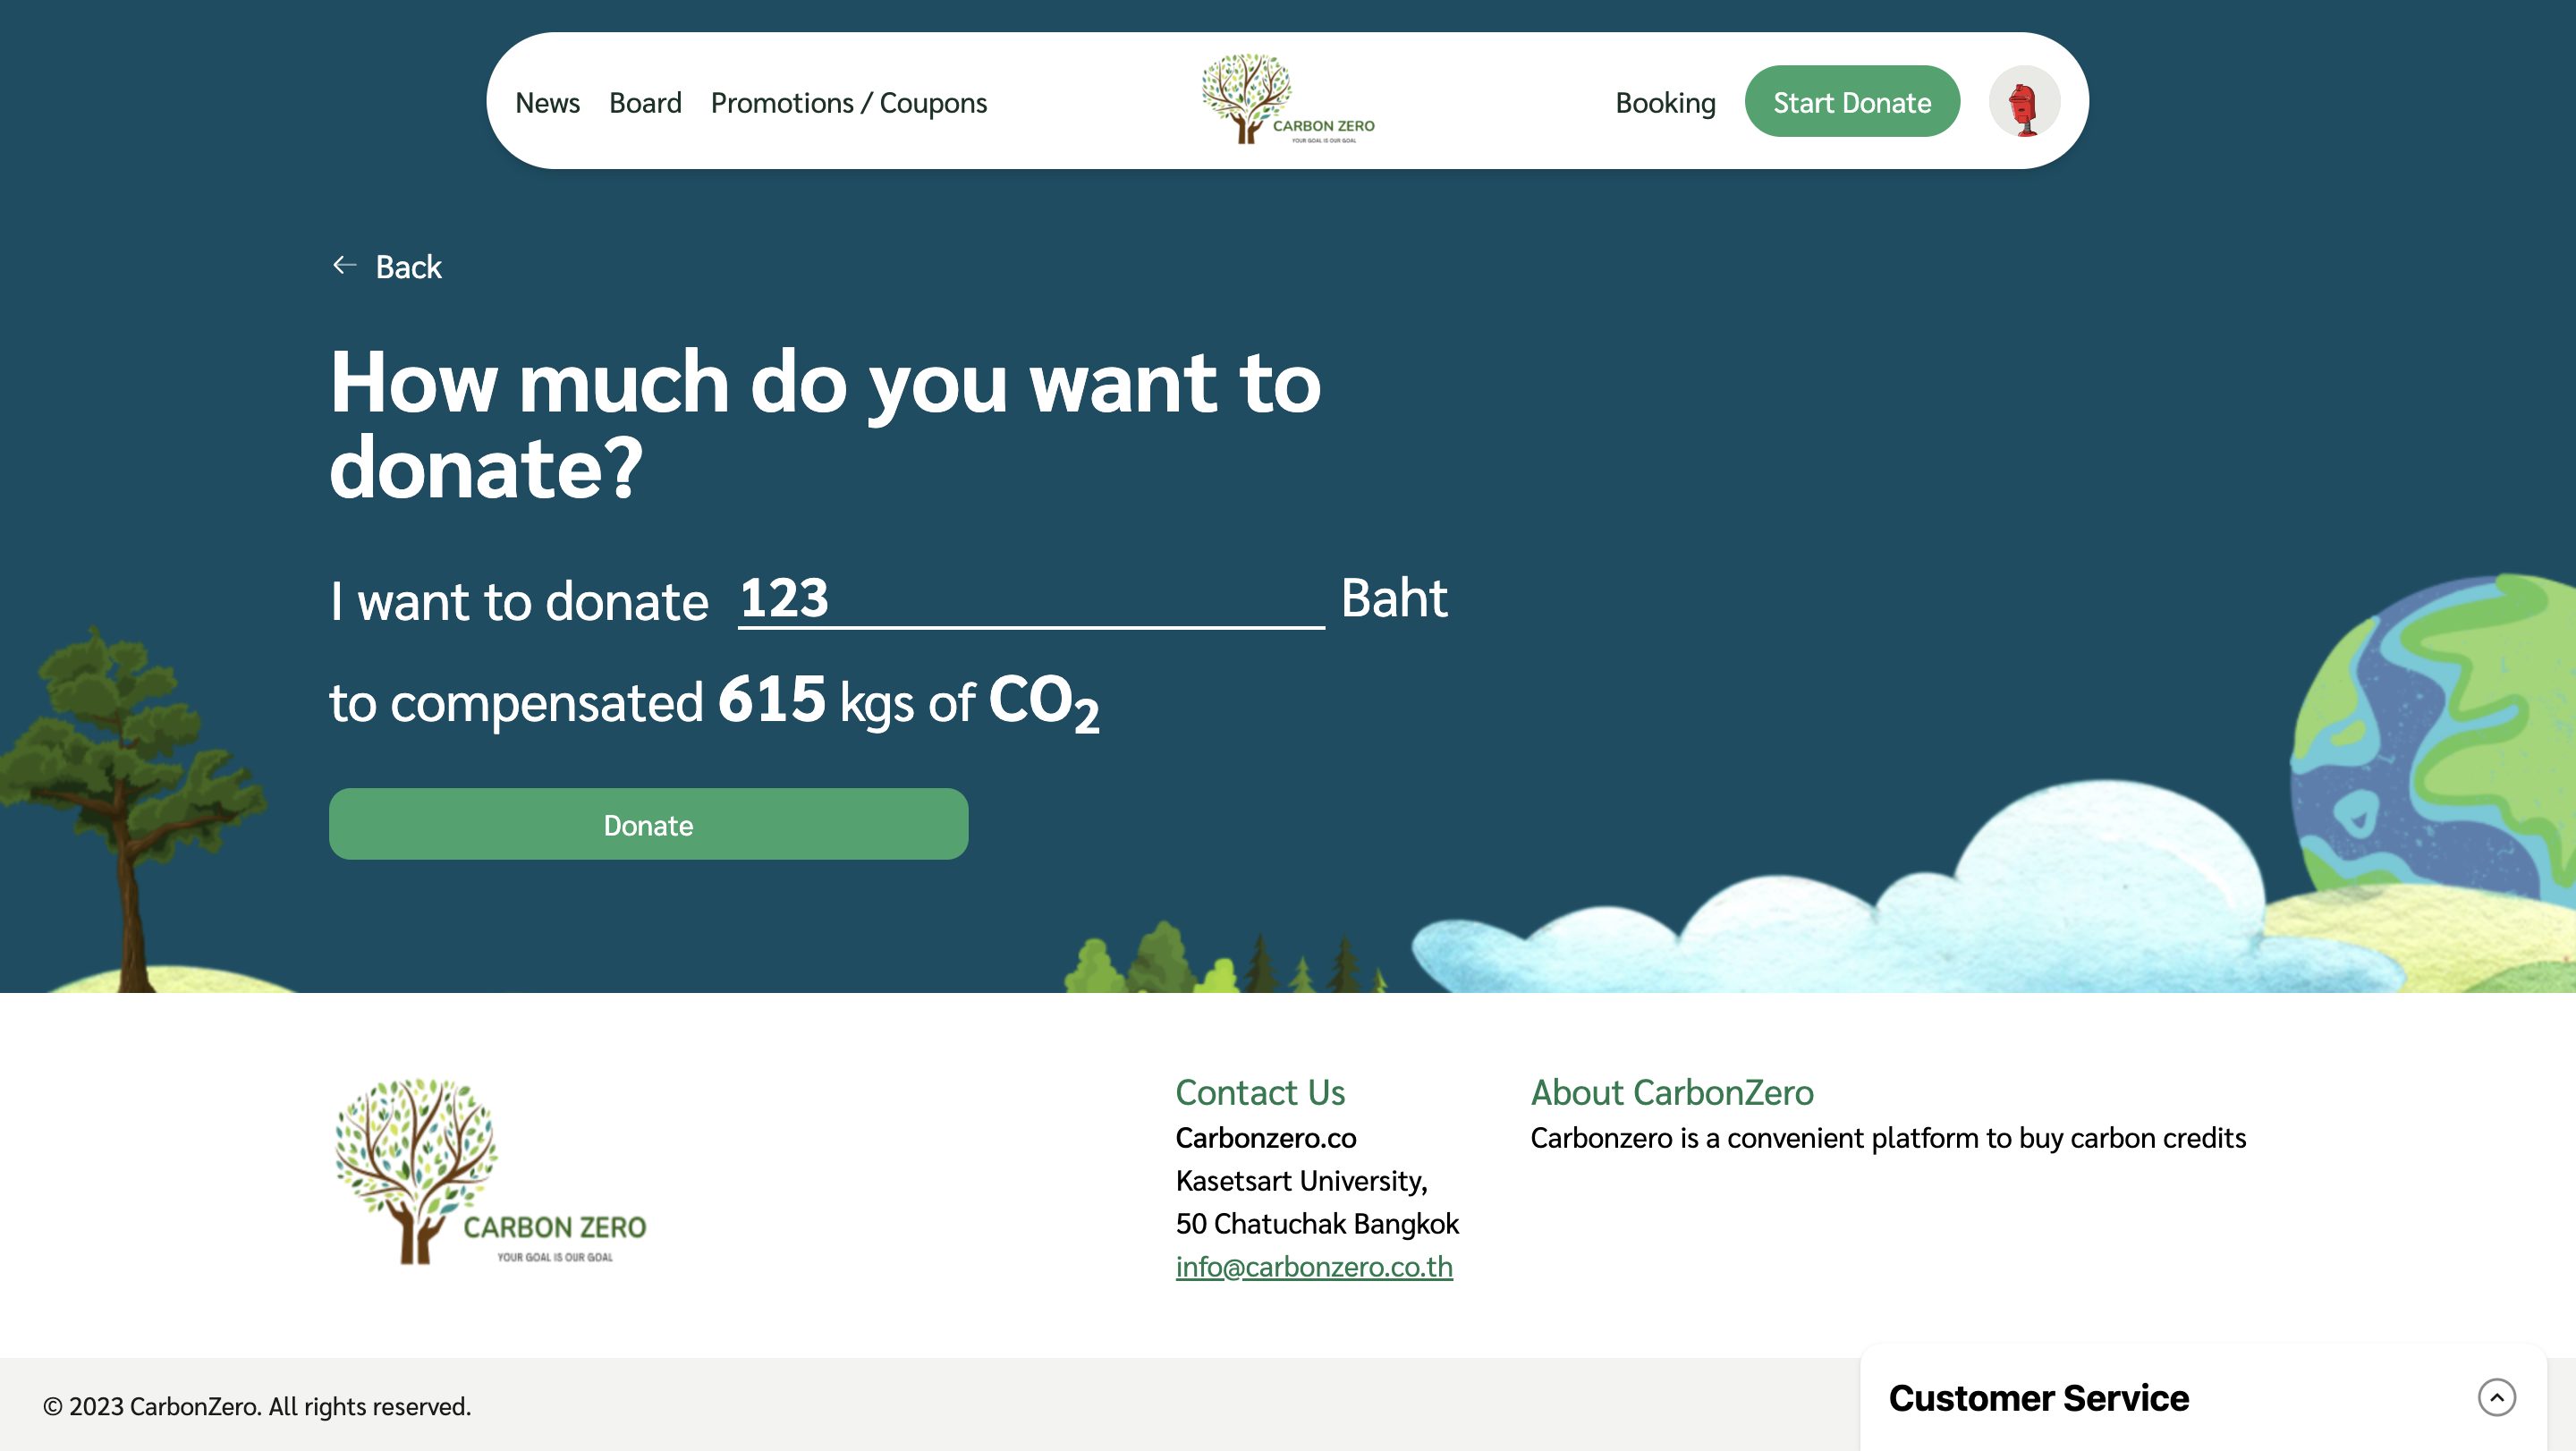 News Board Promotions / Coupons
CARBON ZERO
YOUR GOAL IS OUR GOAL
Booking Start Donate
Back
How much do you want to
donate?
I want to donate 123 Baht
to compensated 615 kgs of CO₂
Donate
CARBON ZERO
YOUR GOAL IS OUR GOAL
Contact Us
Carbonzero.co
Kasetsart University,
50 Chatuchak Bangkok
info@carbonzero.co.th
About CarbonZero
Carbonzero is a convenient platform to buy carbon credits
© 2023 CarbonZero. All rights reserved.
Customer Service